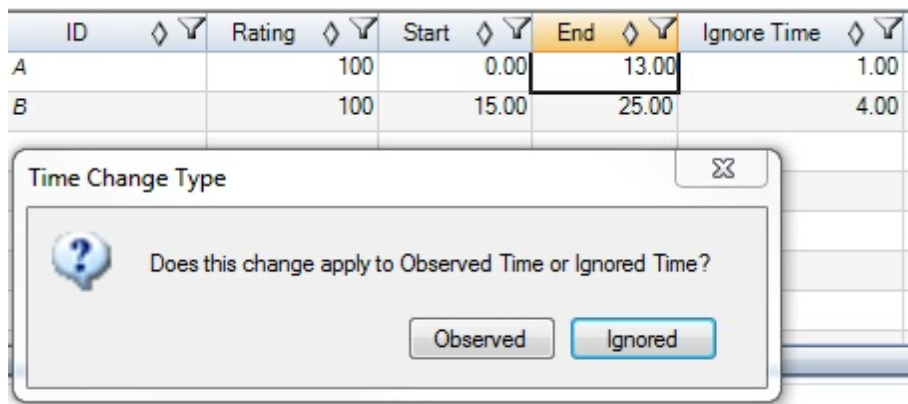 ID Rating Start End Ignore Time
A 100 0.00 13.00 1.00
B 100 15.00 25.00 4.00
Time Change Type
Does this change apply to Observed Time or Ignored Time?
Observed Ignored